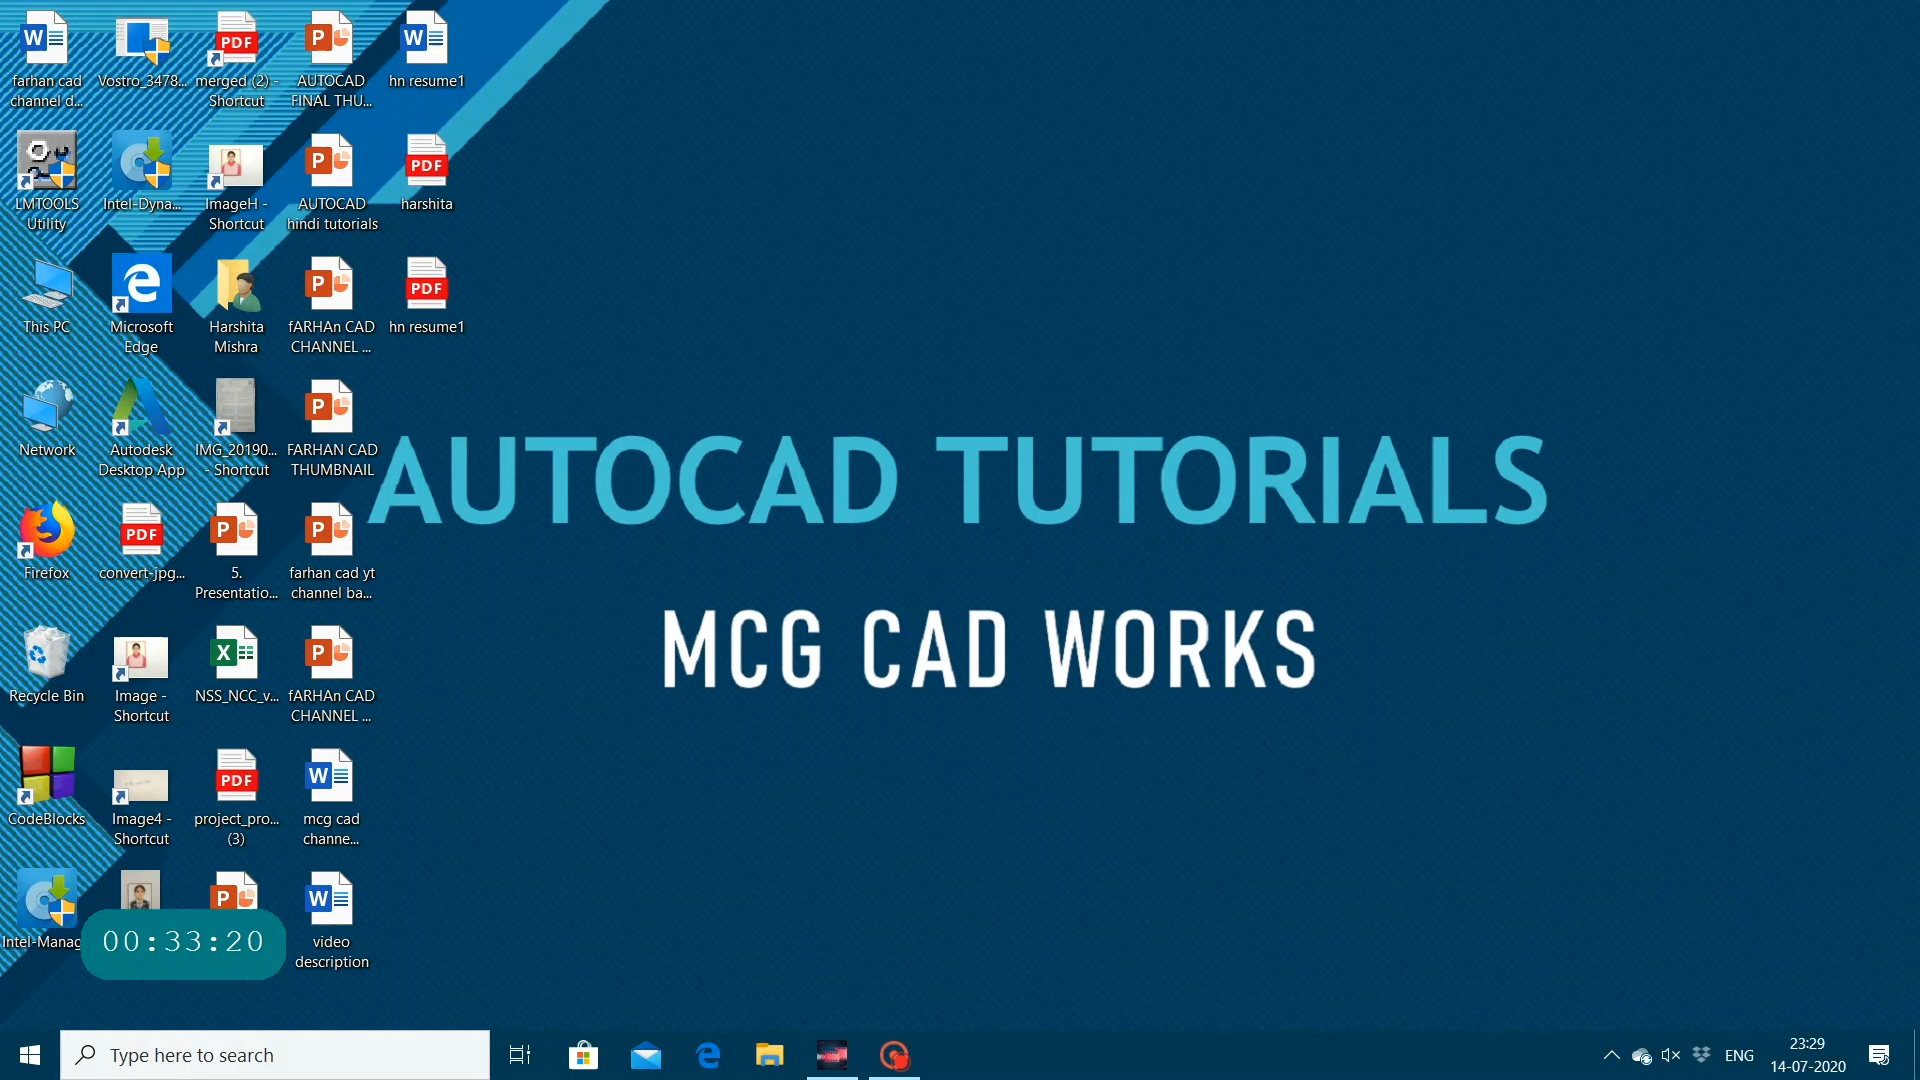 farhan cad
channel d...
Vostro_3478...
merged (2) -
Shortcut
AUTOCAD
FINAL THU...
hn resume1
LMTOOLS
Utility
Intel-Dyna...
ImageH -
Shortcut
AUTOCAD
hindi tutorials
harshita
This PC
Microsoft
Edge
Harshita
Mishra
fARHAn CAD
CHANNEL ...
hn resume1
Network
Autodesk
Desktop App
IMG_20190...
- Shortcut
FARHAN CAD
THUMBNAIL
AUTOCAD TUTORIALS
Firefox
convert-jpg...
5.
Presentatio...
farhan cad yt
channel ba...
MCG CAD WORKS
Recycle Bin
Image -
Shortcut
NSS_NCC_v...
fARHAn CAD
CHANNEL ...
CodeBlocks
Image4 -
Shortcut
project_pro...
(3)
mcg cad
channe...
Intel-Manag
00:33:20
video
description
Type here to search
ENG
23:29
14-07-2020